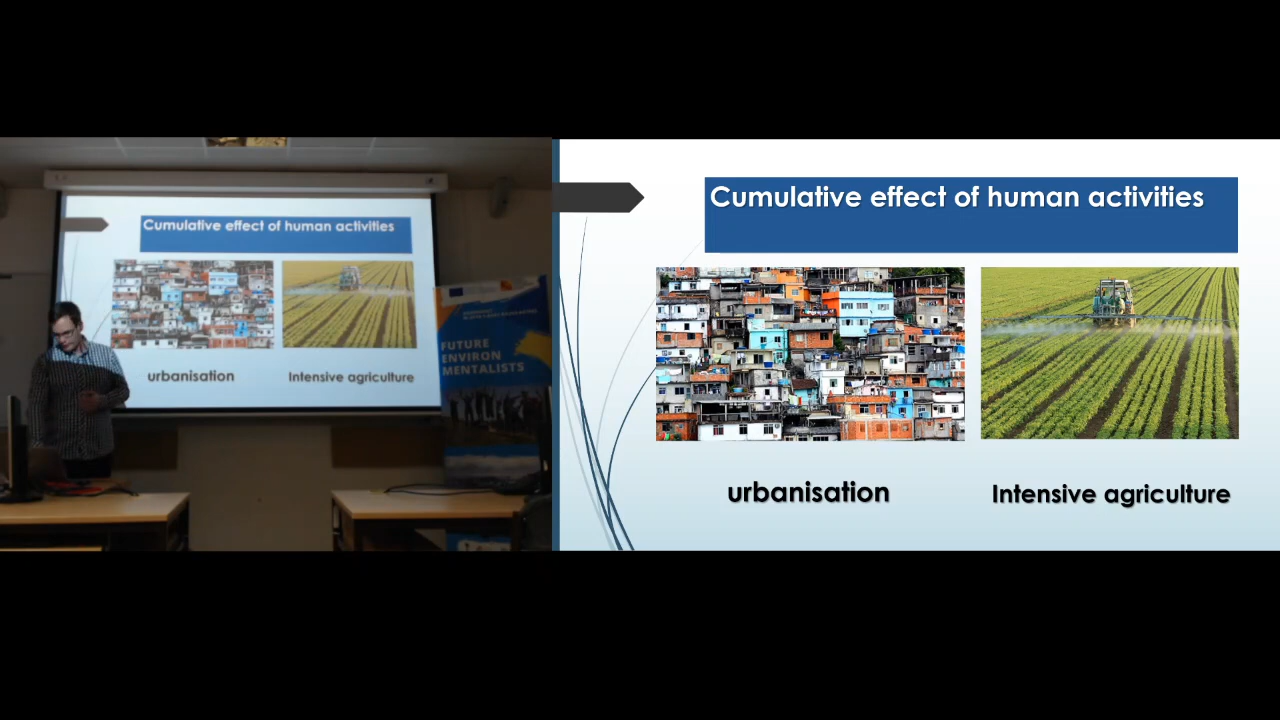 Cumulative effect of human activities
urbanisation
Intensive agriculture
FUTURE
ENVIRON
MENTALISTS
Cumulative effect of human activities
urbanisation
Intensive agriculture